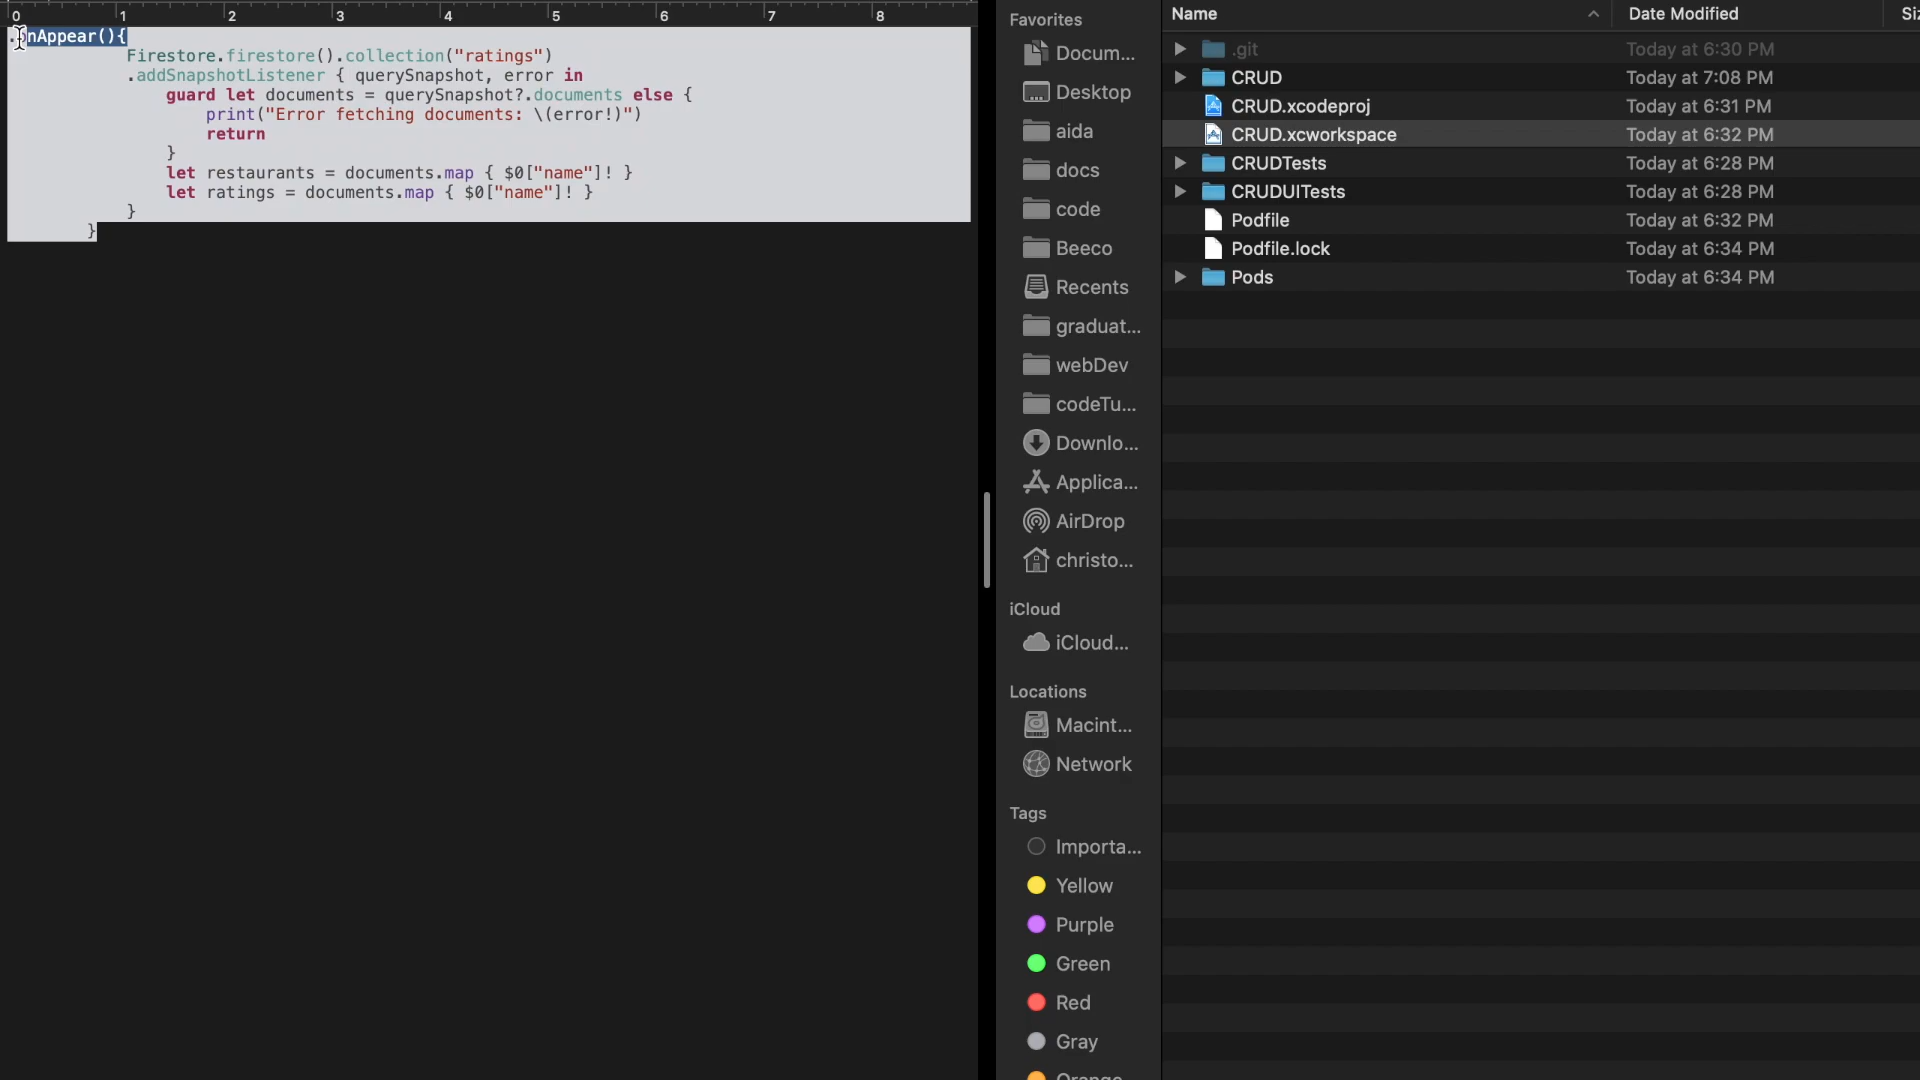 0 1 2 3 4 5 6 7 8
nAppear(){
Firestore.firestore().collection("ratings")
.addSnapshotListener { querySnapshot, error in
guard let documents = querySnapshot?.documents else {
print("Error fetching documents: \(error!)")
return
}
let restaurants = documents.map { $0["name"]! }
let ratings = documents.map { $0["name"]! }
}
}
Favorites
Docum...
Desktop
aida
docs
code
Beeco
Recents
graduat...
webDev
codeTu...
Downlo...
Applica...
AirDrop
christo...
iCloud
iCloud...
Locations
Macint...
Network
Tags
Importa...
Yellow
Purple
Green
Red
Gray
Name Date Modified
.git Today at 6:30 PM
CRUD Today at 7:08 PM
CRUD.xcodeproj Today at 6:31 PM
CRUD.xcworkspace Today at 6:32 PM
CRUDTests Today at 6:28 PM
CRUDUITests Today at 6:28 PM
Podfile Today at 6:32 PM
Podfile.lock Today at 6:34 PM
Pods Today at 6:34 PM